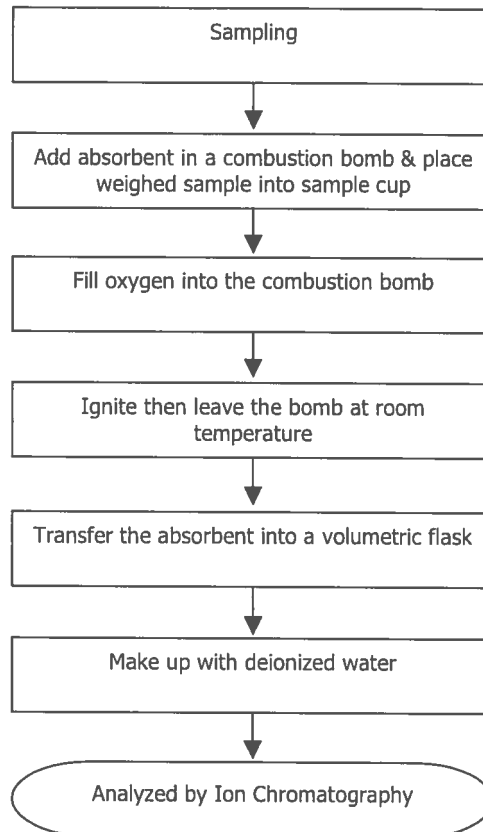 Sampling
Add absorbent in a combustion bomb & place
weighed sample into sample cup
Fill oxygen into the combustion bomb
Ignite then leave the bomb at room
temperature
Transfer the absorbent into a volumetric flask
Make up with deionized water
Analyzed by Ion Chromatography